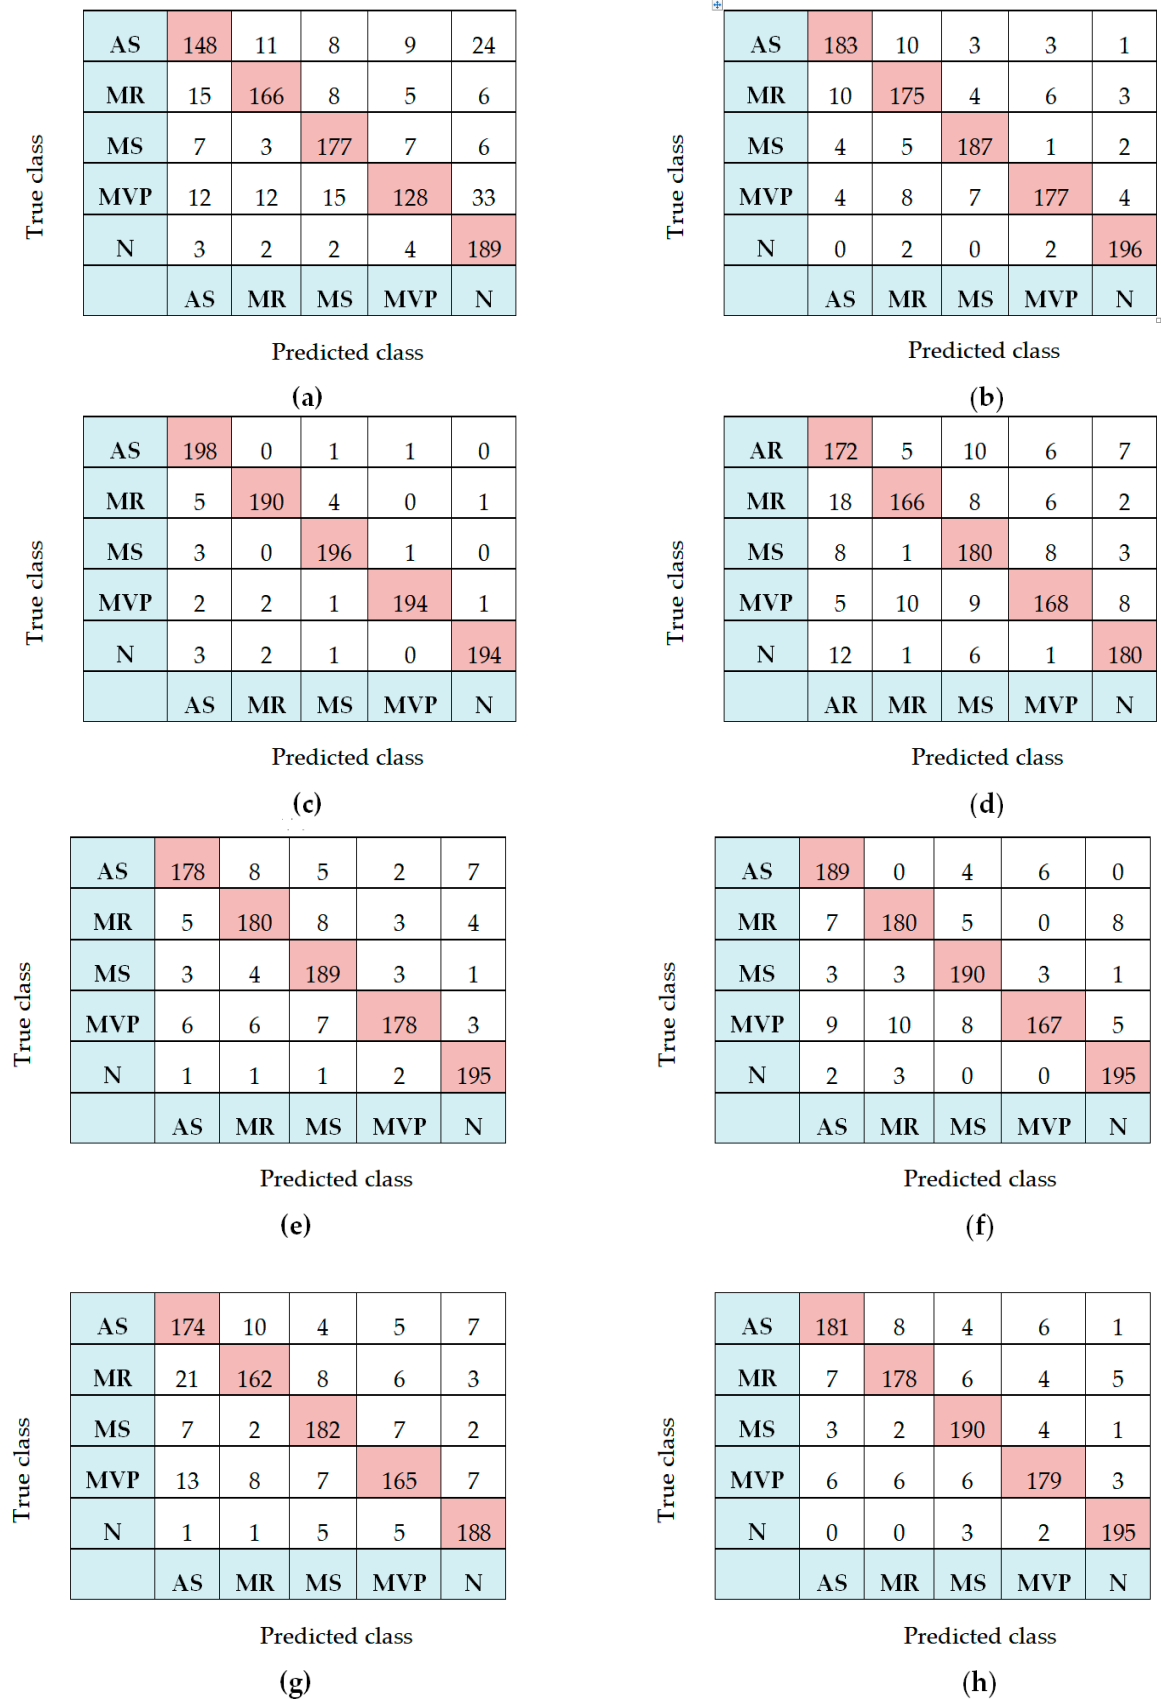 AS 148 11 8 9 24
MR 15 166 8 5 6
MS 7 3 177 7 6
MVP 12 12 15 128 33
N 3 2 2 4 189
AS MR MS MVP N
True class
Predicted class
(a)
AS 183 10 3 3 1
MR 10 175 4 6 3
MS 4 5 187 1 2
MVP 4 8 7 177 4
N 0 2 0 2 196
AS MR MS MVP N
True class
Predicted class
(b)
AS 198 0 1 1 0
MR 5 190 4 0 1
MS 3 0 196 1 0
MVP 2 2 1 194 1
N 3 2 1 0 194
AS MR MS MVP N
True class
Predicted class
(c)
AR 172 5 10 6 7
MR 18 166 8 6 2
MS 8 1 180 8 3
MVP 5 10 9 168 8
N 12 1 6 1 180
AR MR MS MVP N
True class
Predicted class
(d)
AS 178 8 5 2 7
MR 5 180 8 3 4
MS 3 4 189 3 1
MVP 6 6 7 178 3
N 1 1 1 2 195
AS MR MS MVP N
True class
Predicted class
(e)
AS 189 0 4 6 0
MR 7 180 5 0 8
MS 3 3 190 3 1
MVP 9 10 8 167 5
N 2 3 0 0 195
AS MR MS MVP N
True class
Predicted class
(f)
AS 174 10 4 5 7
MR 21 162 8 6 3
MS 7 2 182 7 2
MVP 13 8 7 165 7
N 1 1 5 5 188
AS MR MS MVP N
True class
Predicted class
(g)
AS 181 8 4 6 1
MR 7 178 6 4 5
MS 3 2 190 4 1
MVP 6 6 6 179 3
N 0 0 3 2 195
AS MR MS MVP N
True class
Predicted class
(h)